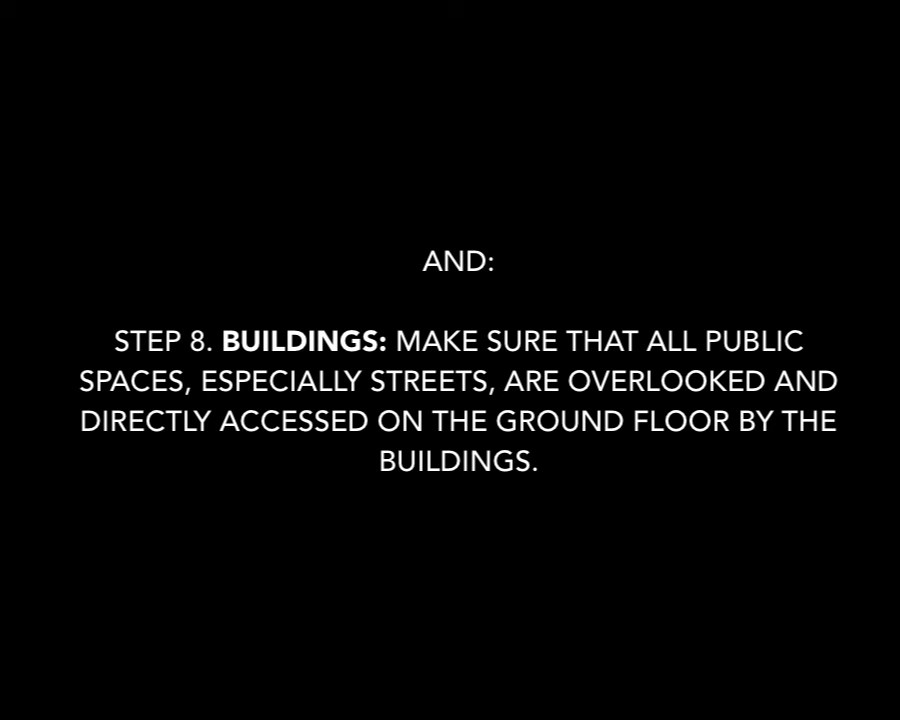 AND:
STEP 8. BUILDINGS: MAKE SURE THAT ALL PUBLIC
SPACES, ESPECIALLY STREETS, ARE OVERLOOKED AND
DIRECTLY ACCESSED ON THE GROUND FLOOR BY THE
BUILDINGS.